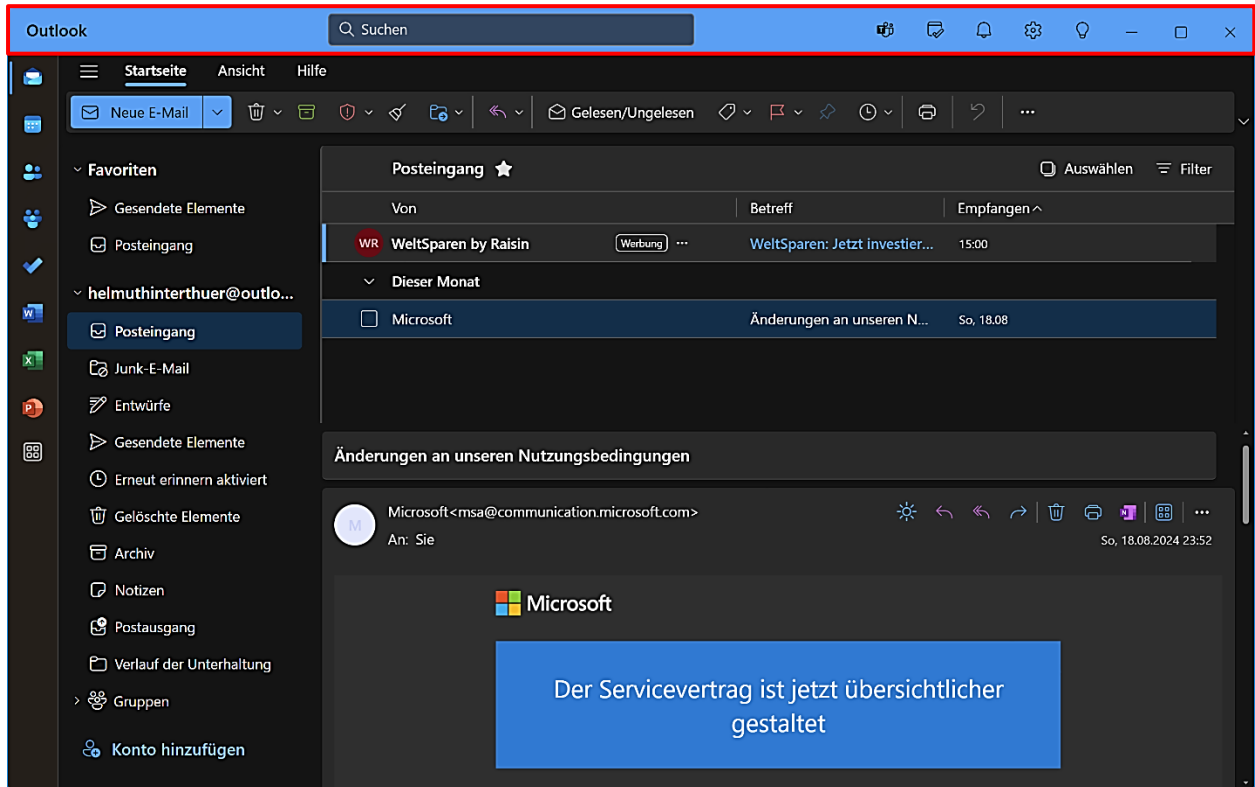 Outlook
Suchen
Startseite Ansicht Hilfe
Neue E-Mail
Gelesen/Ungelesen
Favoriten
Gesendete Elemente
Posteingang
helmuthinterthuer@outlo...
Posteingang
Junk-E-Mail
Entwürfe
Gesendete Elemente
Erneut erinnern aktiviert
Gelöschte Elemente
Archiv
Notizen
Postausgang
Verlauf der Unterhaltung
Gruppen
Konto hinzufügen
Posteingang Auswählen Filter
Von Betreff Empfangen
WR WeltSparen by Raisin Werbung ... WeltSparen: Jetzt investier... 15:00
Dieser Monat
Microsoft Änderungen an unseren N... So, 18.08
Änderungen an unseren Nutzungsbedingungen
M Microsoft<msa@communication.microsoft.com>
An: Sie
So, 18.08.2024 23:52
Microsoft
Der Servicevertrag ist jetzt übersichtlicher
gestaltet